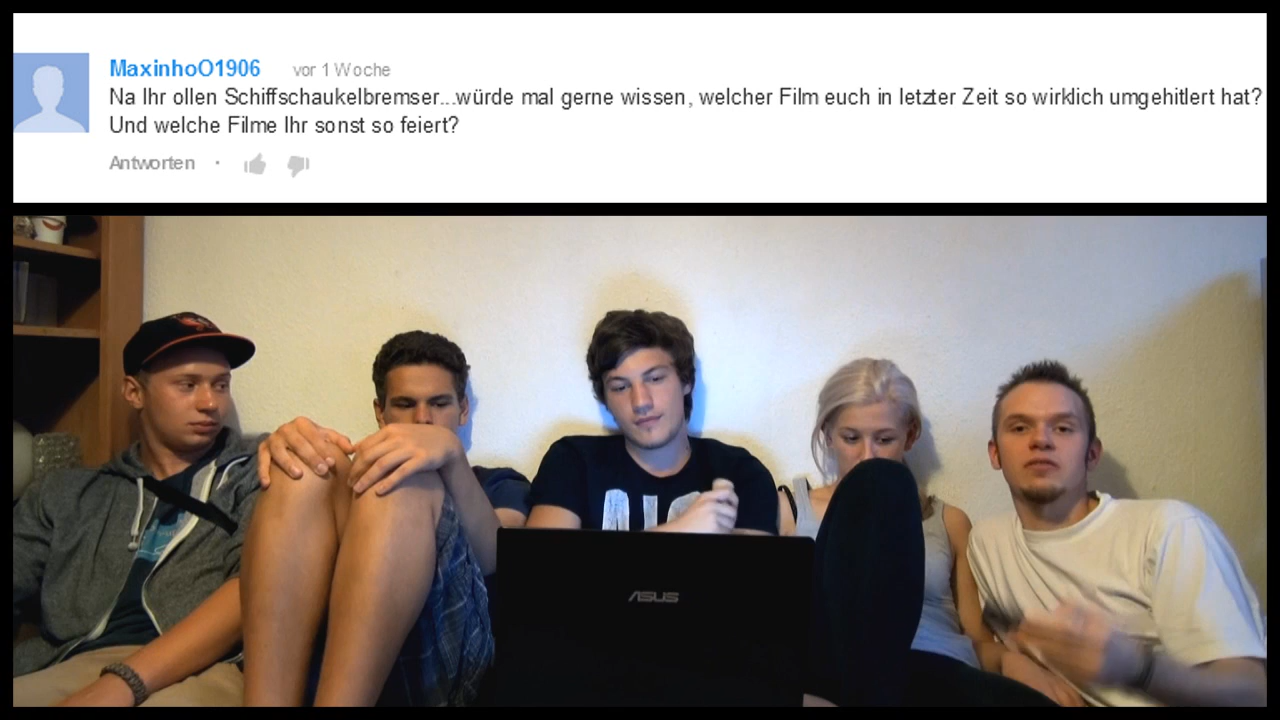 MaxinhoO1906 vor 1 Woche
Na Ihr ollen Schiffschaukelbremser...würde mal gerne wissen, welcher Film euch in letzter Zeit so wirklich umgehitlert hat?
Und welche Filme Ihr sonst so feiert?
Antworten ·
ASUS